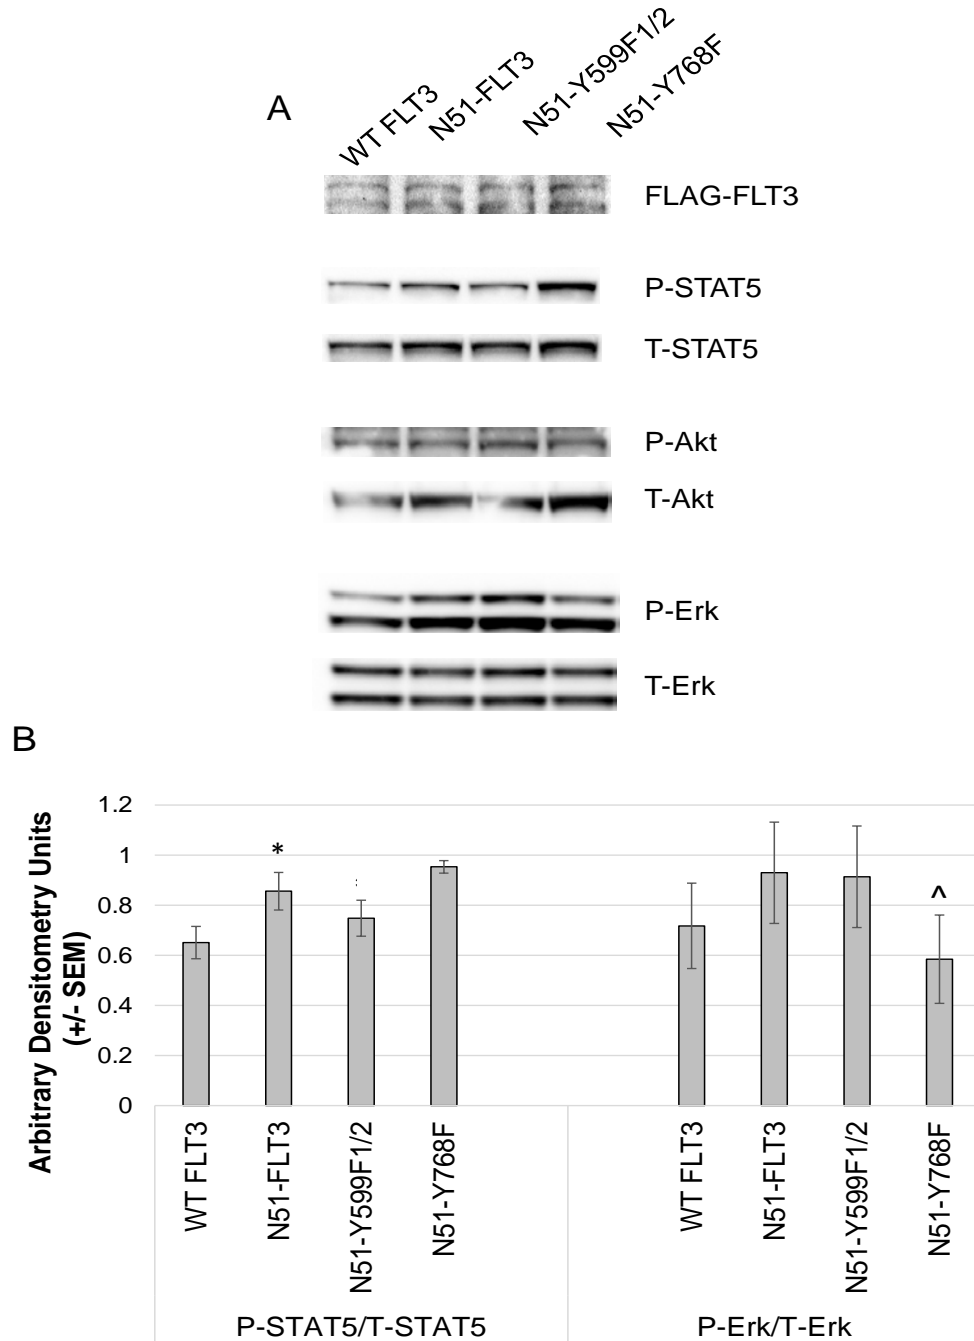 A
WT FLT3
N51-FLT3
N51-Y599F1/2
N51-Y768F
FLAG-FLT3
P-STAT5
T-STAT5
P-Akt
T-Akt
P-Erk
T-Erk
B
Arbitrary Densitometry Units
(+/- SEM)
1.2
1
0.8
0.6
0.4
0.2
0
*
^
WT FLT3
N51-FLT3
N51-Y599F1/2
N51-Y768F
WT FLT3
N51-FLT3
N51-Y599F1/2
N51-Y768F
P-STAT5/T-STAT5
P-Erk/T-Erk